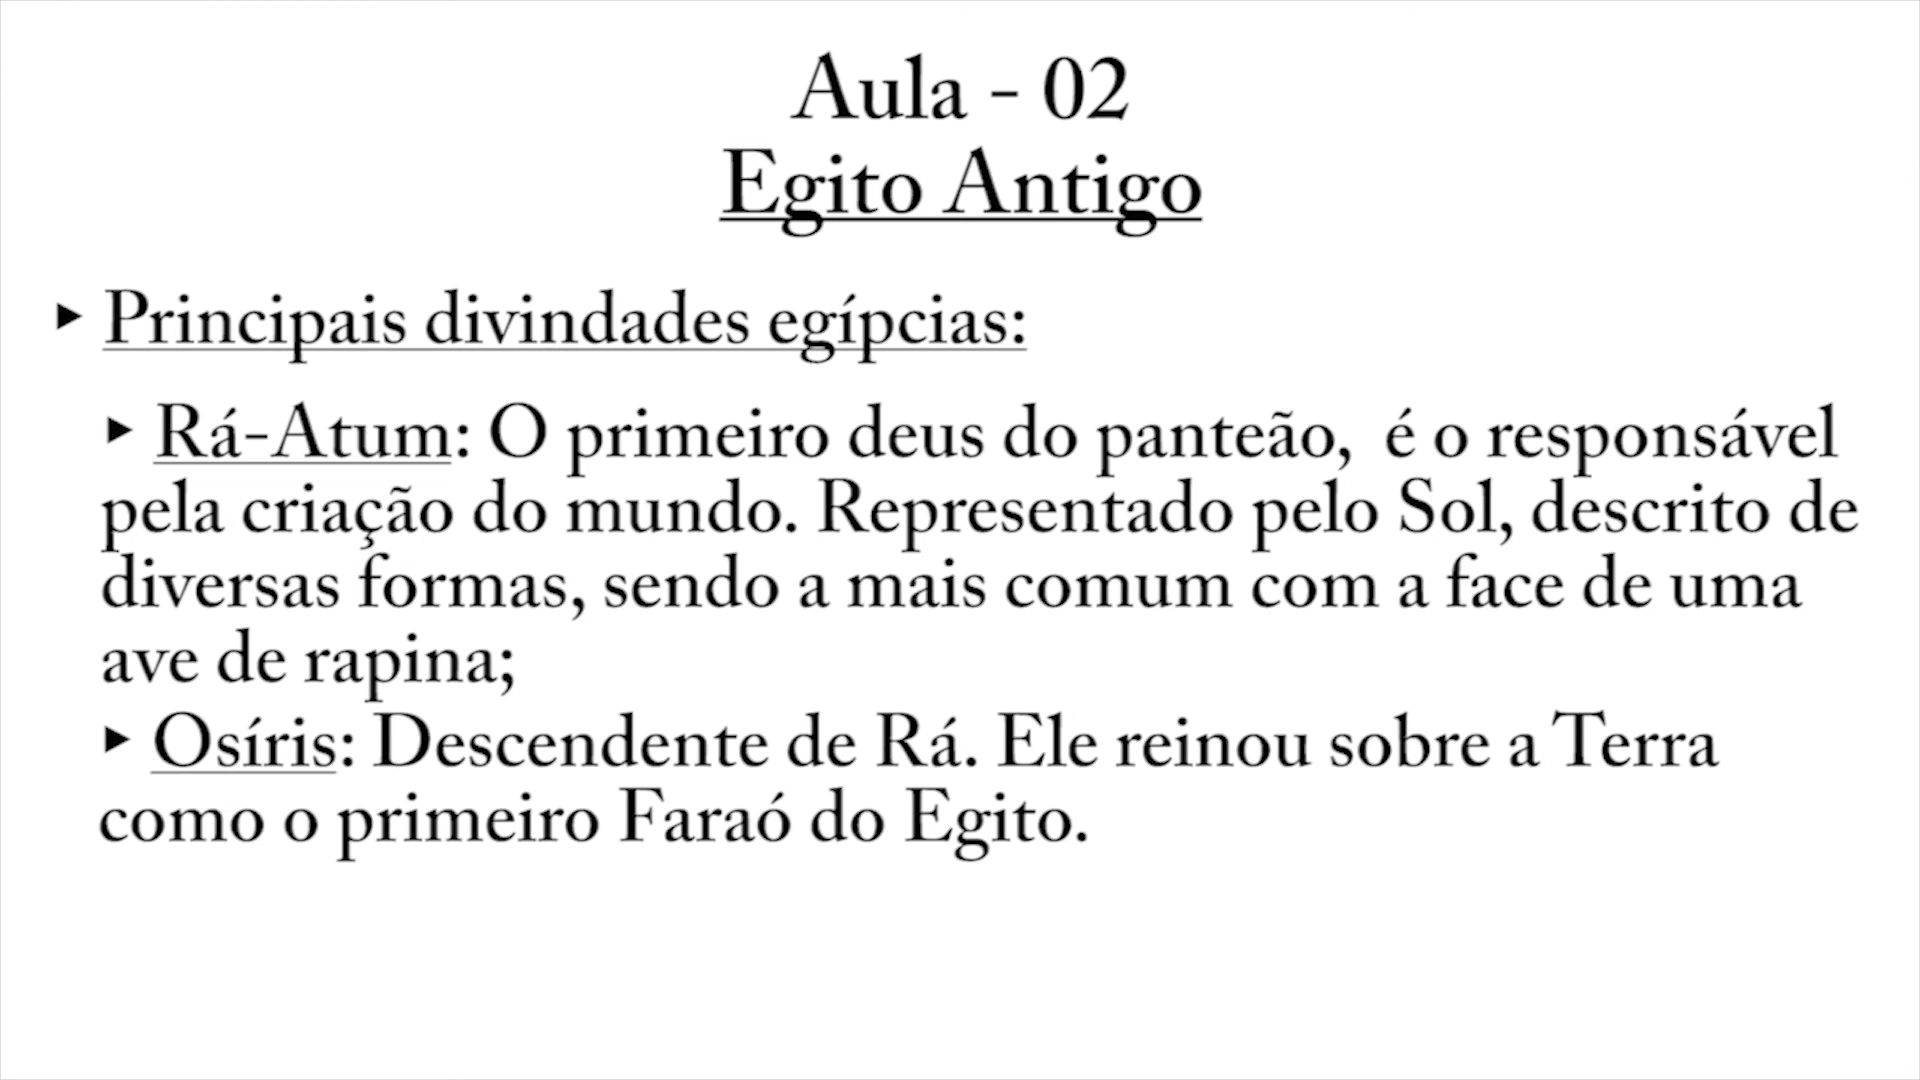 Aula - 02
Egito Antigo
‣ Principais divindades egípcias:
‣ Rá-Atum: O primeiro deus do panteão, é o responsável
pela criação do mundo. Representado pelo Sol, descrito de
diversas formas, sendo a mais comum com a face de uma
ave de rapina;
‣ Osíris: Descendente de Rá. Ele reinou sobre a Terra
como o primeiro Faraó do Egito.